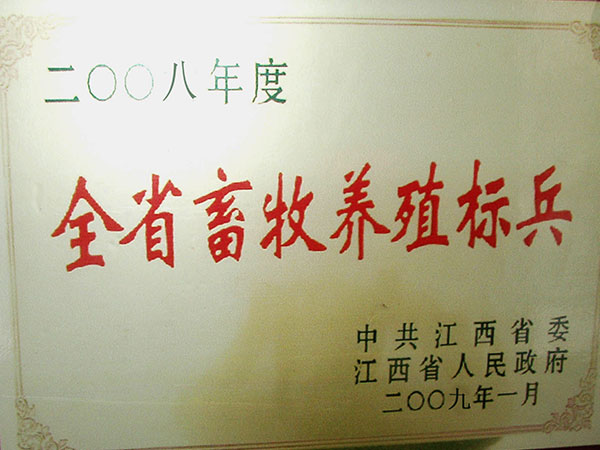 二〇〇八年度
全省畜牧养殖标兵
中共江西省委
江西省人民政府
二〇〇九年一月